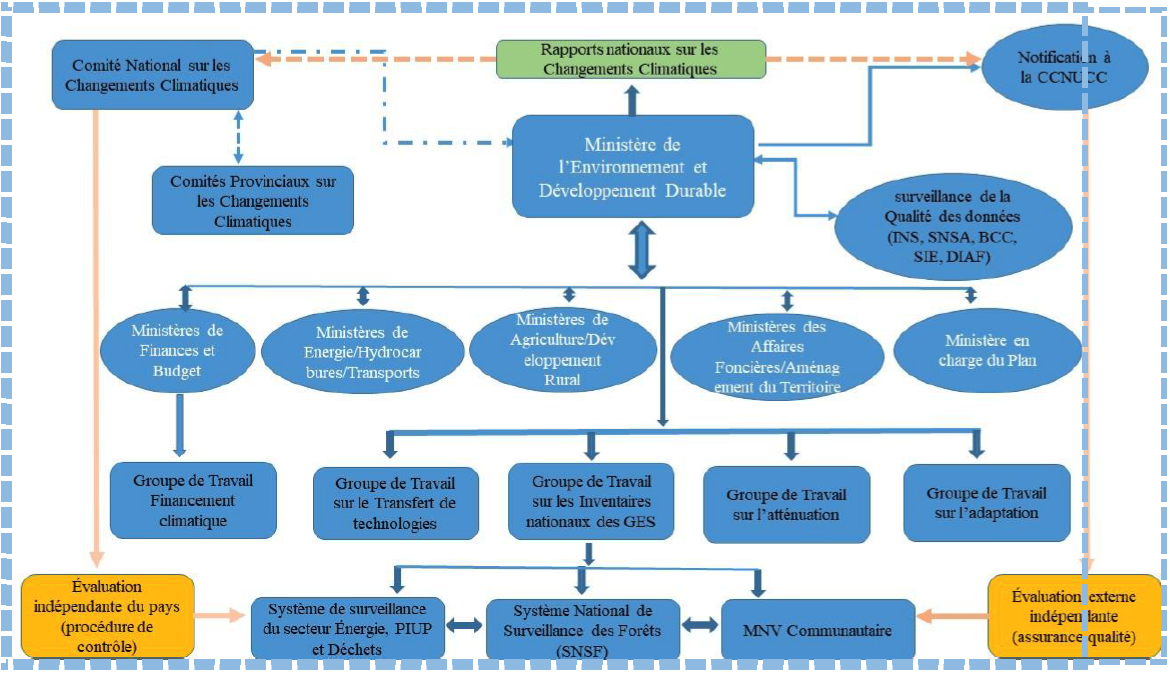 Comité National sur les
Changements Climatiques
Rapports nationaux sur les
Changements Climatiques
Notification à
la CCNUCC
Ministère de
l’Environnement et
Développement Durable
Comités Provinciaux sur
les Changements
Climatiques
surveillance de la
Qualité des données
(INS, SNSA, BCC,
SIE, DIAF)
Ministères de
Finances et
Budget
Ministères de
Energie/Hydrocar
bures/Transports
Ministères de
Agriculture/Dév
eloppement
Rural
Ministères des
Affaires
Foncières/Aménag
ement du Territoire
Ministère en
charge du Plan
Groupe de Travail
Financement
climatique
Groupe de Travail
sur le Transfert de
technologies
Groupe de Travail
sur les Inventaires
nationaux des GES
Groupe de Travail
sur l’atténuation
Groupe de Travail
sur l’adaptation
Évaluation
indépendante du pays
(procédure de
contrôle)
Système de surveillance
du secteur Énergie, PIUP
et Déchets
Système National de
Surveillance des Forêts
(SNSF)
MNV Communautaire
Évaluation externe
indépendante
(assurance qualité)